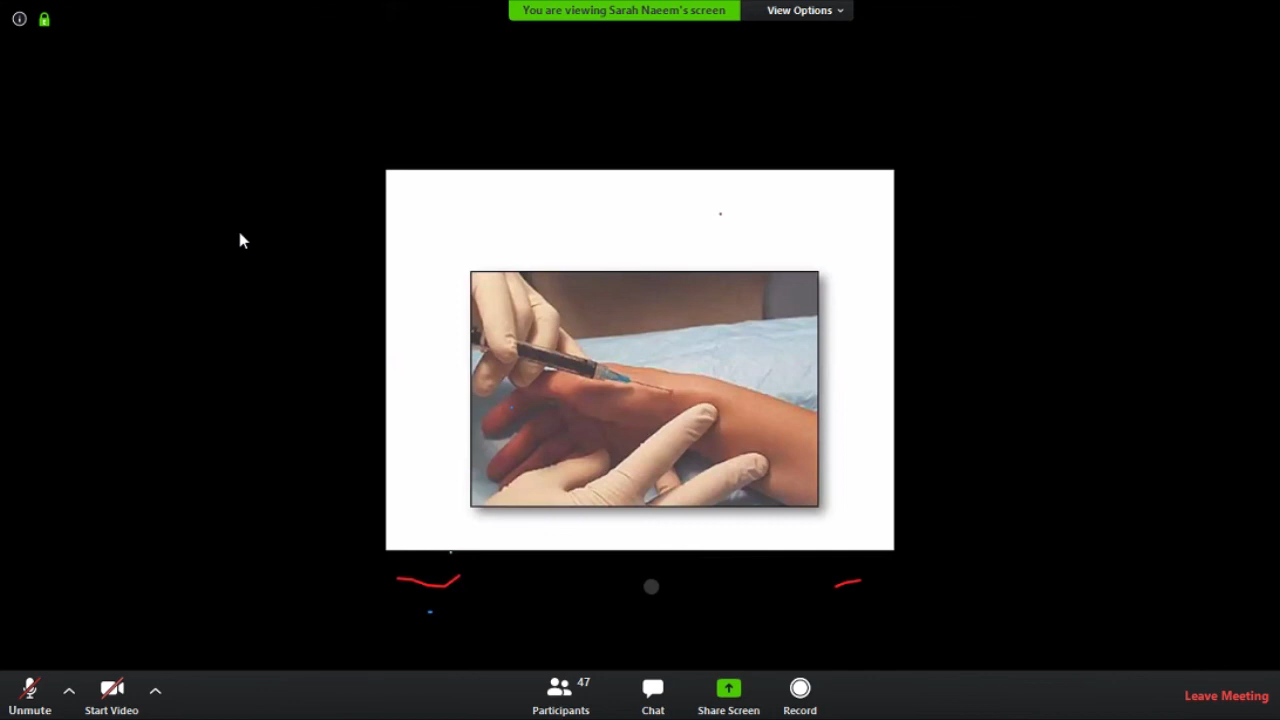 You are viewing Sarah Naeem's screen
View Options
Unmute
Start Video
47
Participants
Chat
Share Screen
Record
Leave Meeting